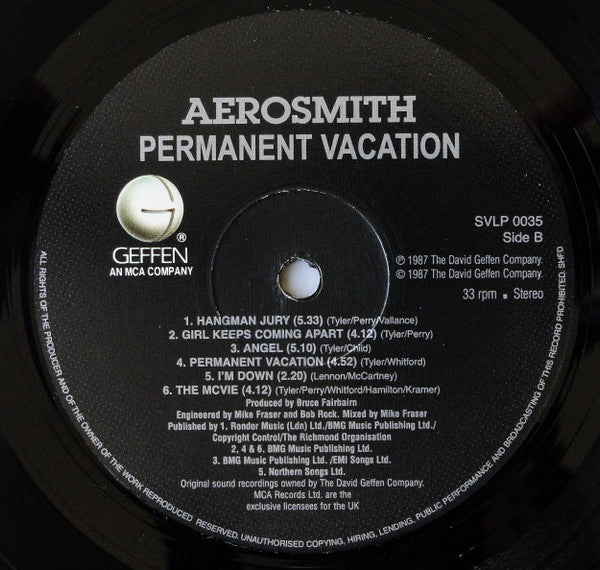 AEROSMITH
PERMANENT VACATION
G
®
GEFFEN
AN MCA COMPANY
SVLP 0035
Side B
℗ 1987 The David Geffen Company.
© 1987 The David Geffen Company.
33 rpm ■ Stereo
1. HANGMAN JURY (5.33) (Tyler/Perry/Vallance)
2. GIRL KEEPS COMING APART (4.12) (Tyler/Perry)
3. ANGEL (5.10) (Tyler/Child)
4. PERMANENT VACATION (4.52) (Tyler/Whitford)
5. I'M DOWN (2.20) (Lennon/McCartney)
6. THE MCVIE (4.12) (Tyler/Perry/Whitford/Hamilton/Kramer)
Produced by Bruce Fairbairn
Engineered by Mike Fraser and Bob Rock. Mixed by Mike Fraser
Published by 1. Rondor Music (Ldn) Ltd./BMG Music Publishing Ltd./
Copyright Control/The Richmond Organisation
2, 4 & 6. BMG Music Publishing Ltd.
3. BMG Music Publishing Ltd. /EMI Songs Ltd.
5. Northern Songs Ltd.
Original sound recordings owned by The David Geffen Company.
MCA Records Ltd. are the
exclusive licensees for the UK
ALL RIGHTS OF THE PRODUCER AND OF THE OWNER OF THE WORK REPRODUCED RESERVED. UNAUTHORISED COPYING, HIRING, LENDING, PUBLIC PERFORMANCE AND BROADCASTING OF THIS RECORD PROHIBITED. SHFD